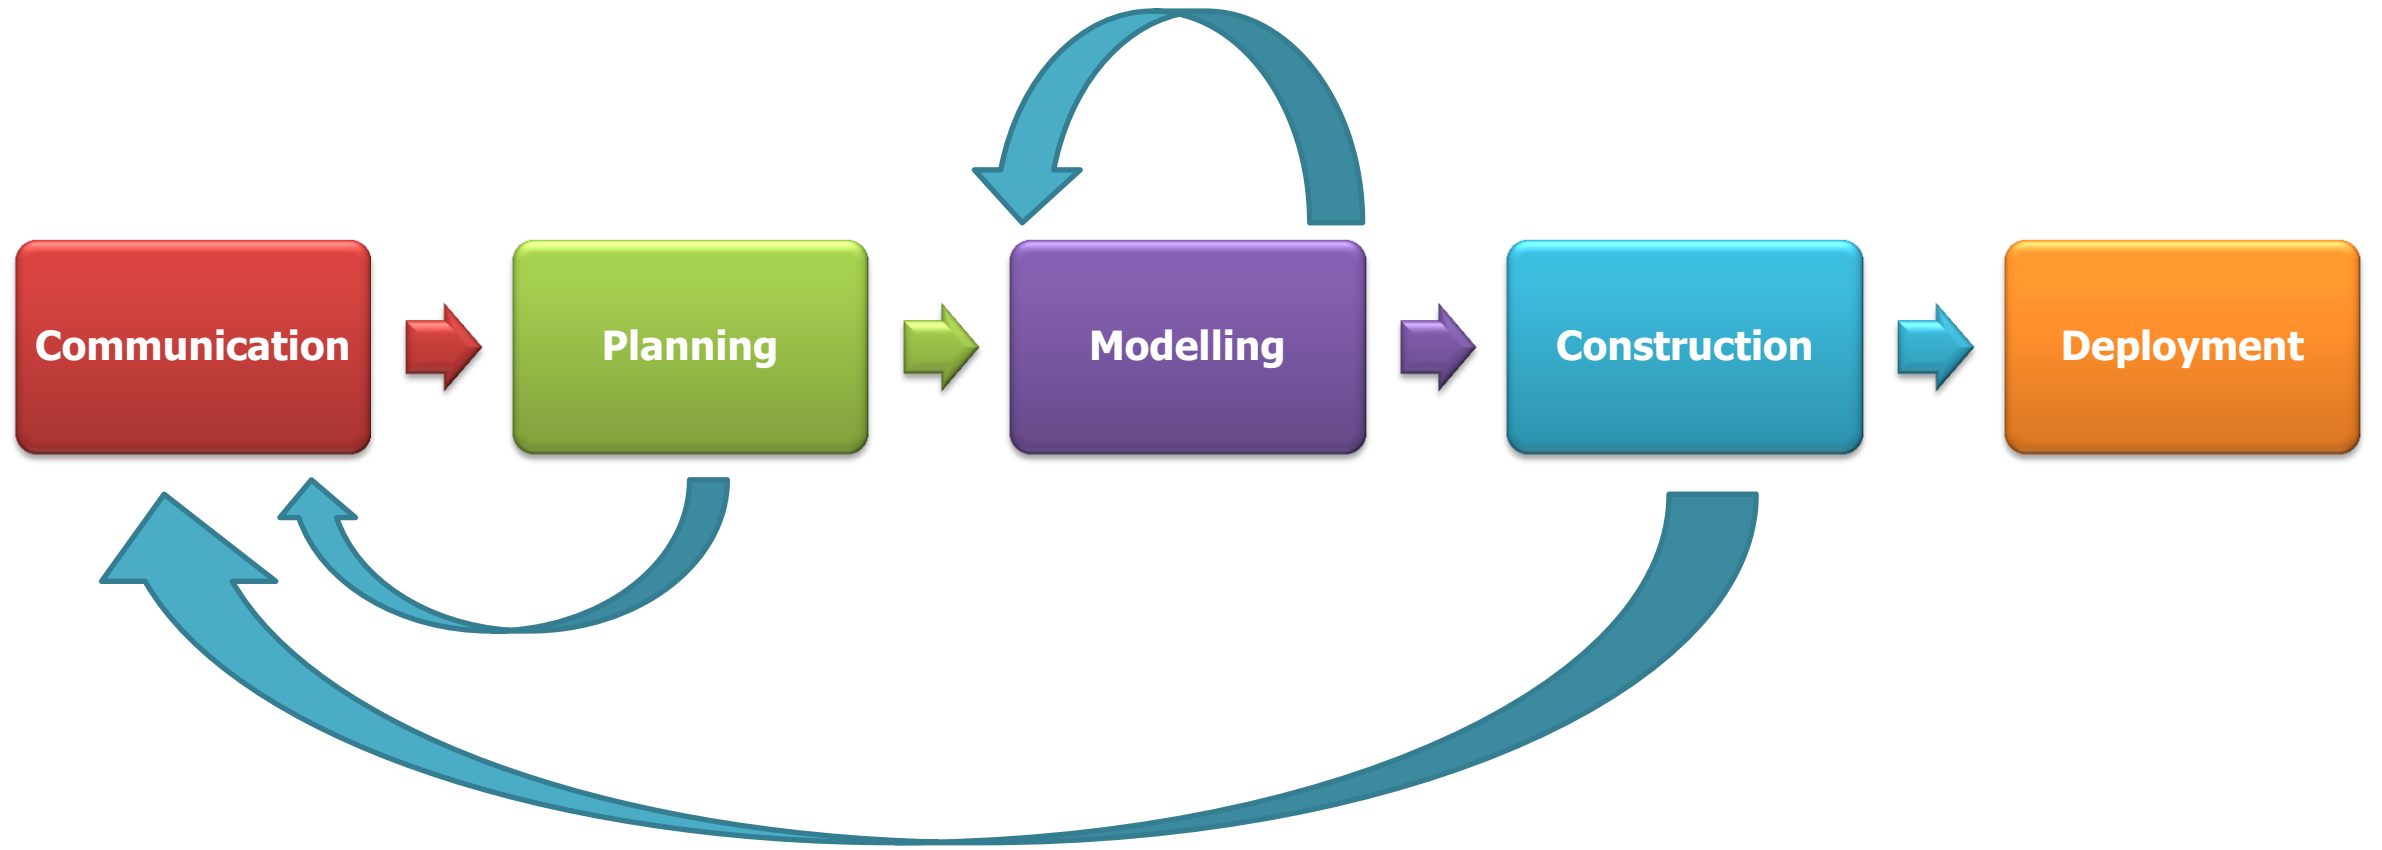 Communication
Planning
Modelling
Construction
Deployment